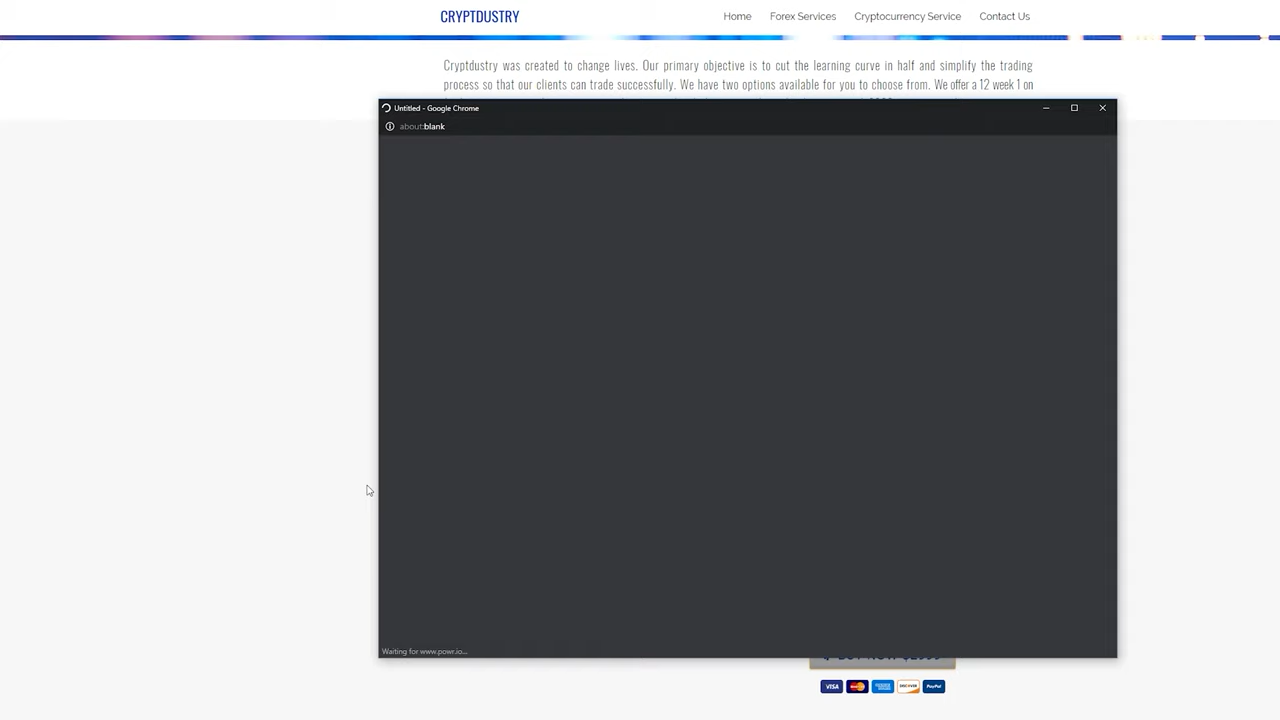 CRYPTDUSTRY
Home Forex Services Cryptocurrency Service Contact Us
Cryptdustry was created to change lives. Our primary objective is to cut the learning curve in half and simplify the trading
process so that our clients can trade successfully. We have two options available for you to choose from. We offer a 12 week 1 on
Untitled - Google Chrome
about:blank
Waiting for www.powr.io...
VISA MasterCard AMERICAN EXPRESS DISCOVER PayPal